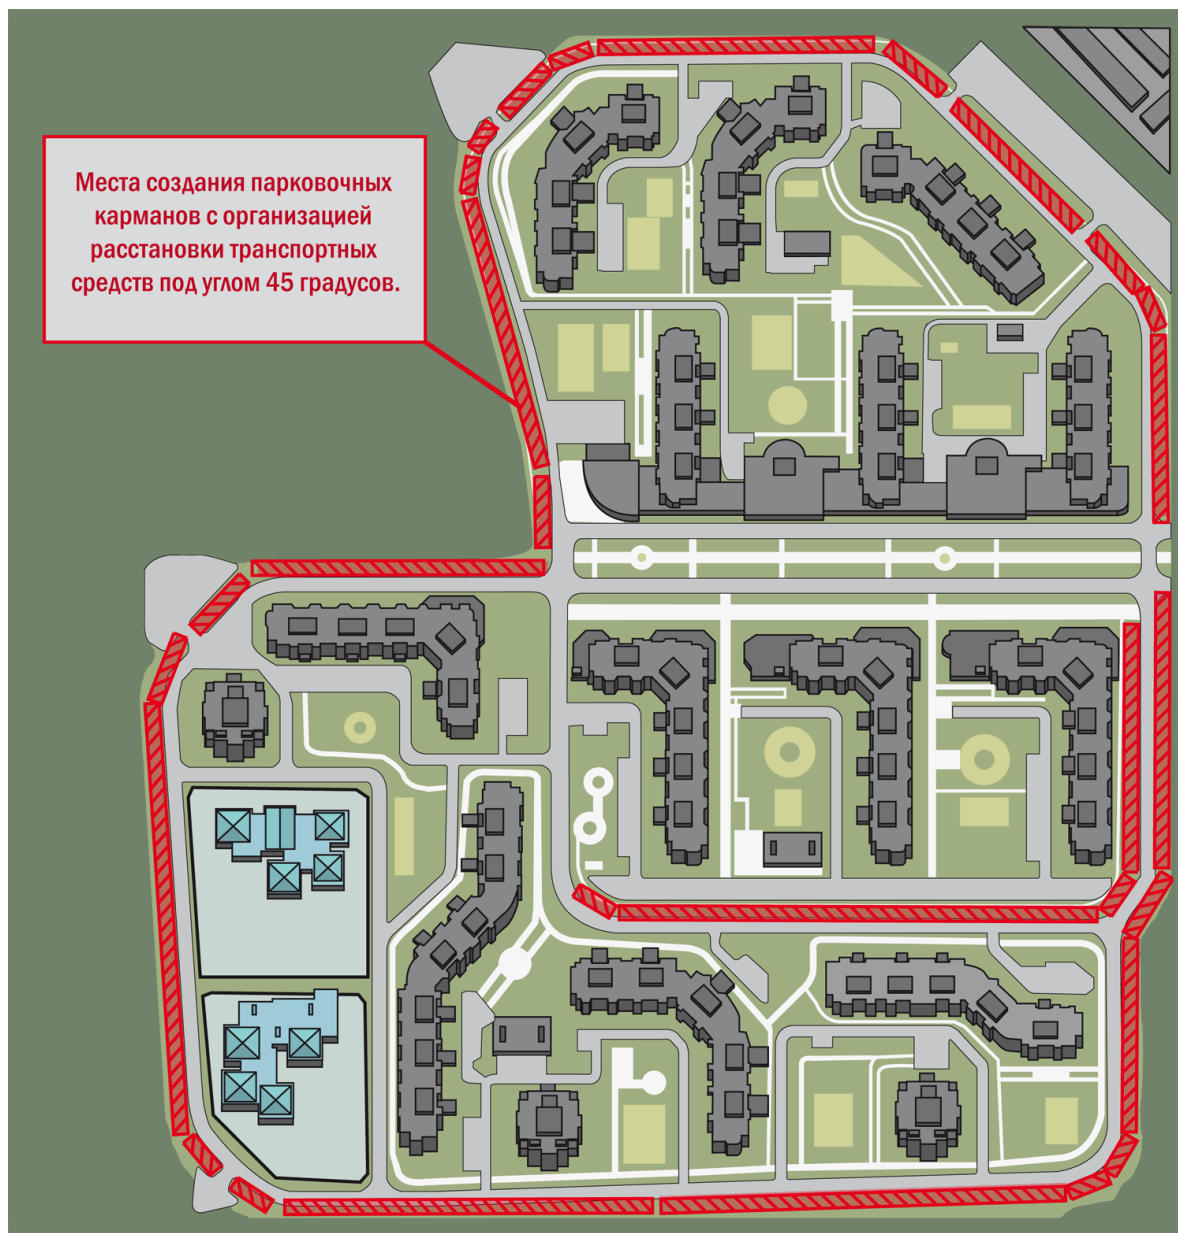 Места создания парковочных
карманов с организацией
расстановки транспортных
средств под углом 45 градусов.